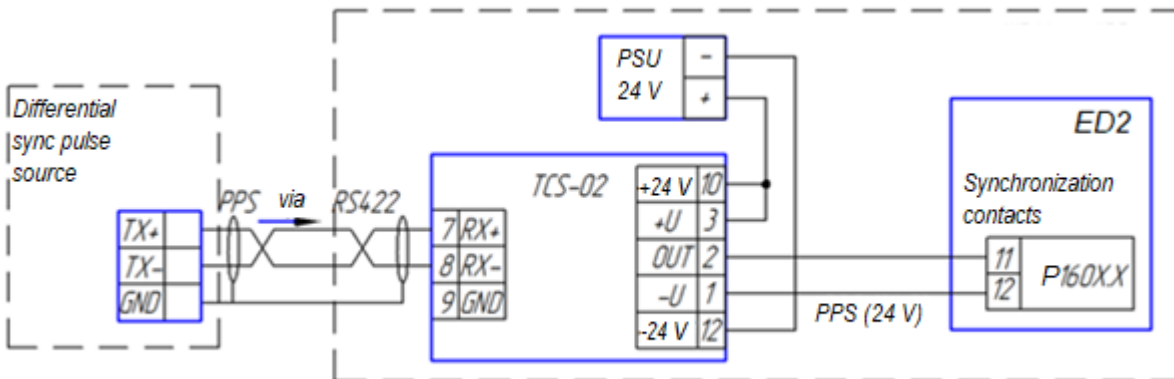 PSU
24 V
-
+
Differential
sync pulse
source
PPS via RS422
TX+
TX-
GND
TCS-02
7 RX+
8 RX-
9 GND
+24 V 10
+U 3
OUT 2
-U 1
-24 V 12
PPS (24 V)
ED2
Synchronization
contacts
11
12
P160X.X